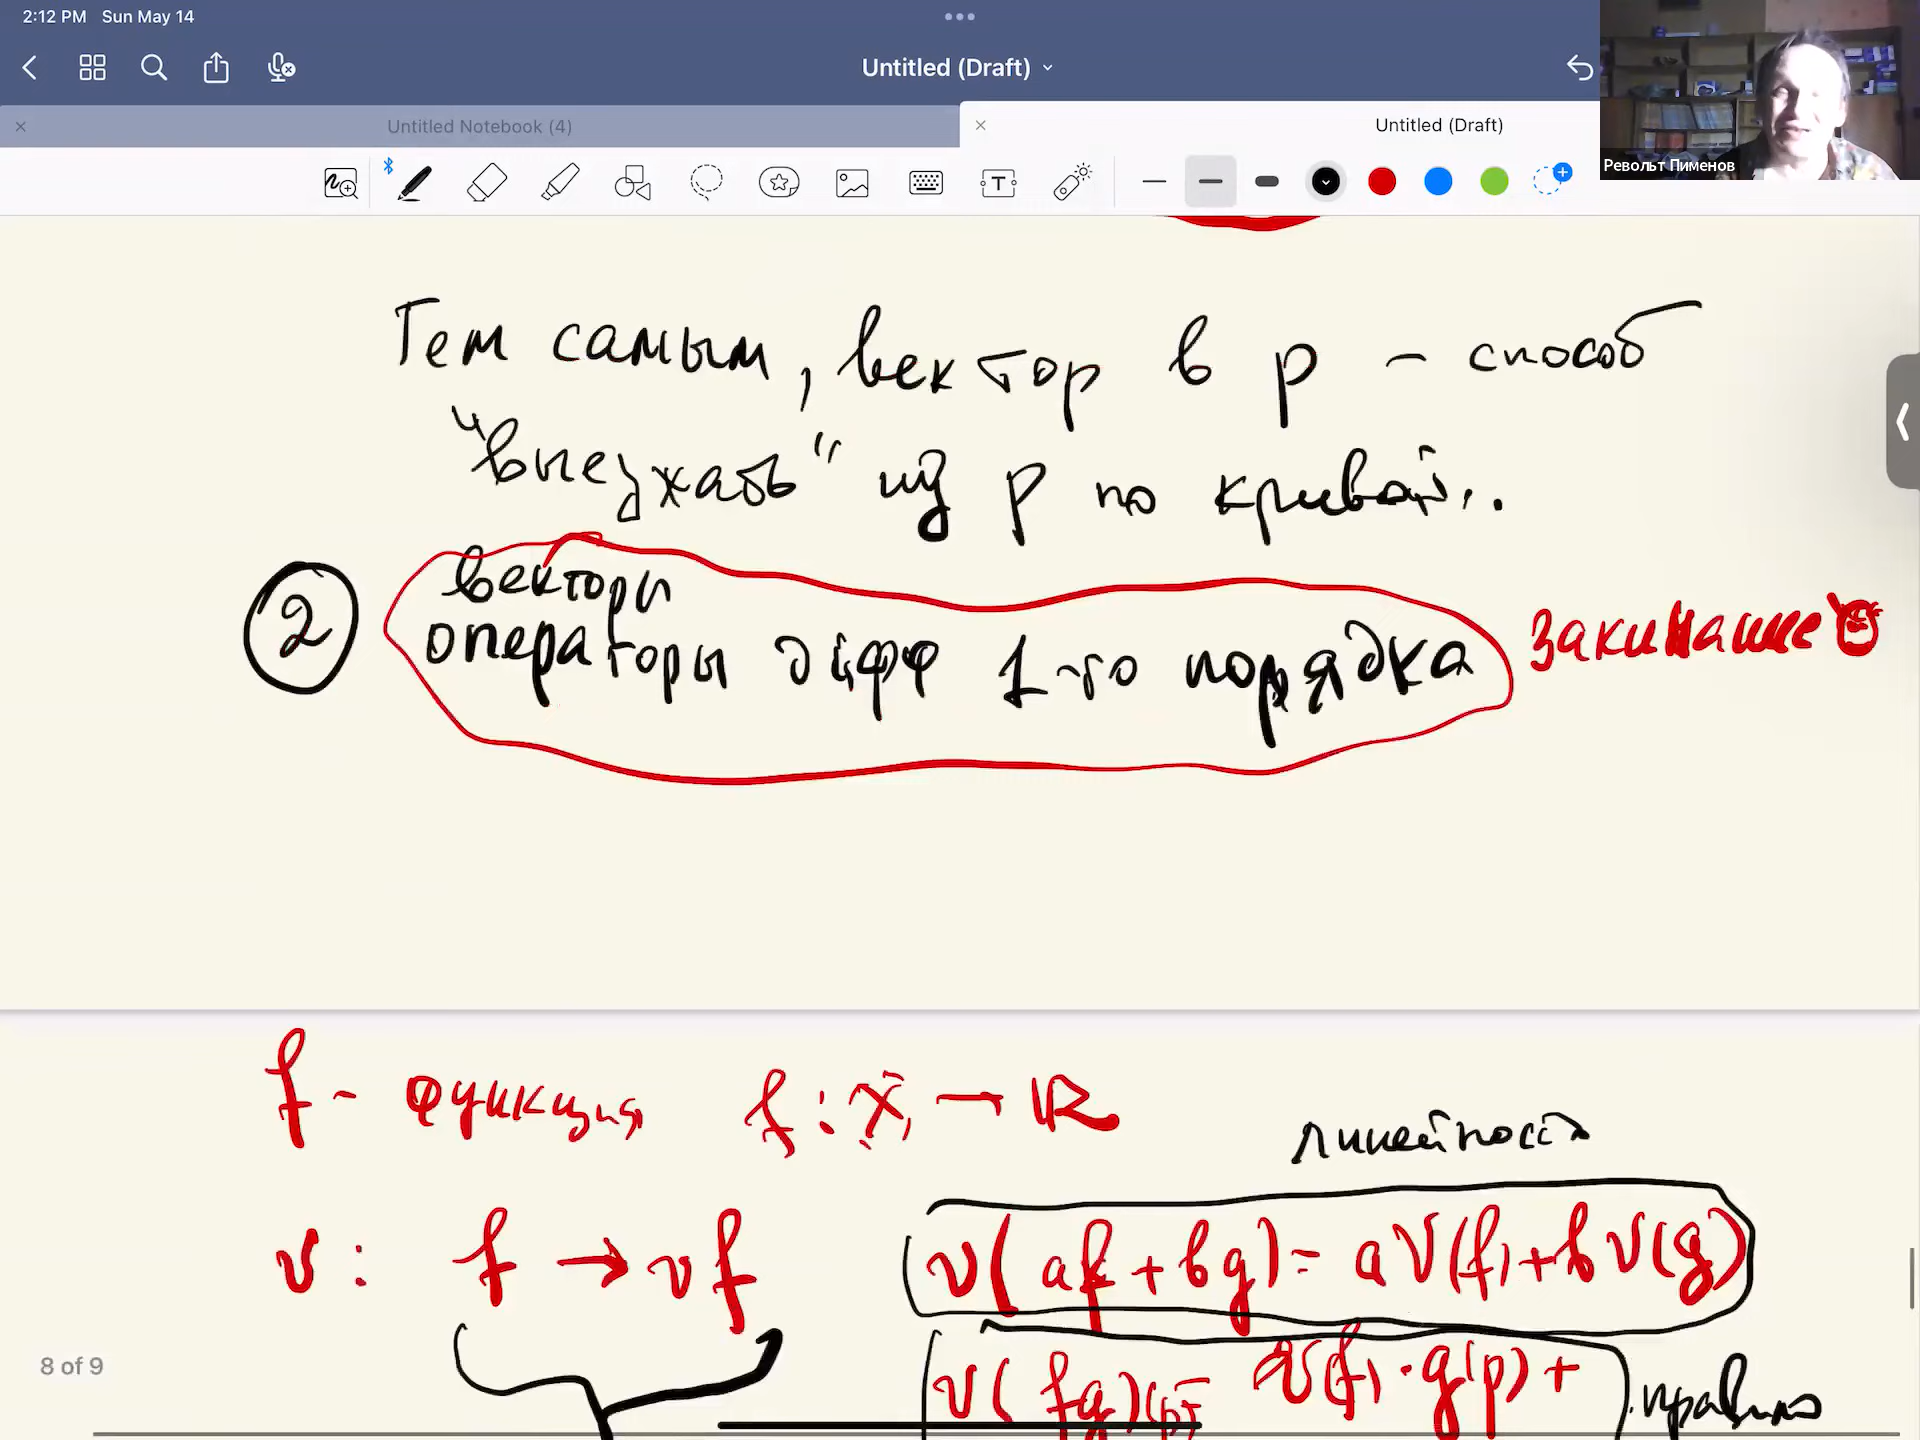 2:12 PM Sun May 14
Untitled (Draft)
Untitled Notebook (4)
Untitled (Draft)
Револьт Пименов
Тем самым, вектор в p – способ
"выезжать" из p по кривой...
2
векторы
операторы дифф 1-го порядка
f – функция f : X → R
линейность
v : f → vf
v(af + bg) = av(f) + bv(g)
v(fg)(p) = v(f) · g(p) +
правило
8 of 9